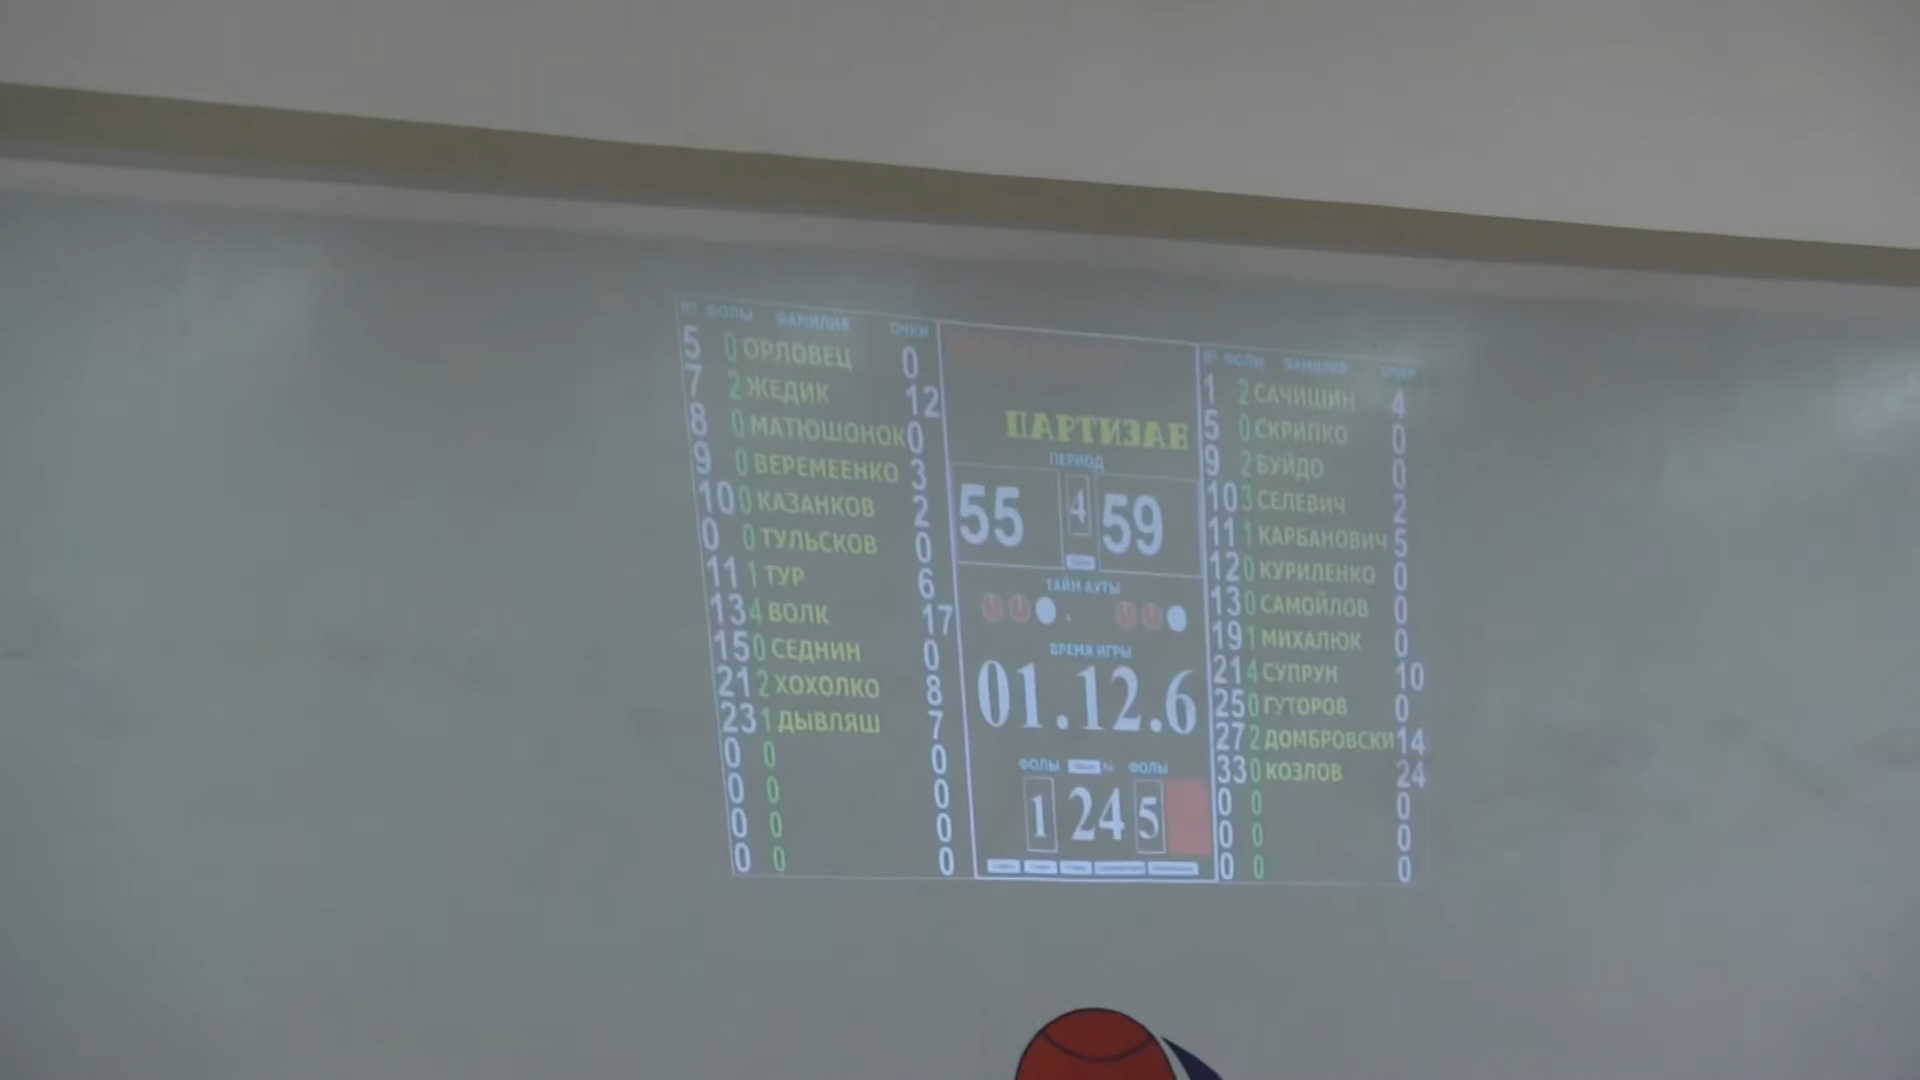 № ФОЛЫ ФАМИЛИЯ ОЧКИ
5 0 ОРЛОВЕЦ 0
7 2 ЖЕДИК 12
8 0 МАТЮШОНОК 0
9 0 ВЕРЕМЕЕНКО 3
10 0 КАЗАНКОВ 2
0 0 ТУЛЬСКОВ 0
11 1 ТУР 6
13 4 ВОЛК 17
15 0 СЕДНИН 0
21 2 ХОХОЛКО 8
23 1 ДЫВЛЯШ 7
0 0 0
0 0 0
0 0 0
0 0 0
ПАРТИЗАН
ПЕРИОД
55 4 59
ТАЙМ АУТЫ
ВРЕМЯ ИГРЫ
01.12.6
ФОЛЫ ФОЛЫ
1 24 5
№ ФОЛЫ ФАМИЛИЯ ОЧКИ
1 2 САЧИШИН 4
5 0 СКРИПКО 0
9 2 БУЙДО 0
10 3 СЕЛЕВИЧ 2
11 1 КАРБАНОВИЧ 5
12 0 КУРИЛЕНКО 0
13 0 САМОЙЛОВ 0
19 1 МИХАЛЮК 0
21 4 СУПРУН 10
25 0 ГУТОРОВ 0
27 2 ДОМБРОВСКИ 14
33 0 КОЗЛОВ 24
0 0 0
0 0 0
0 0 0